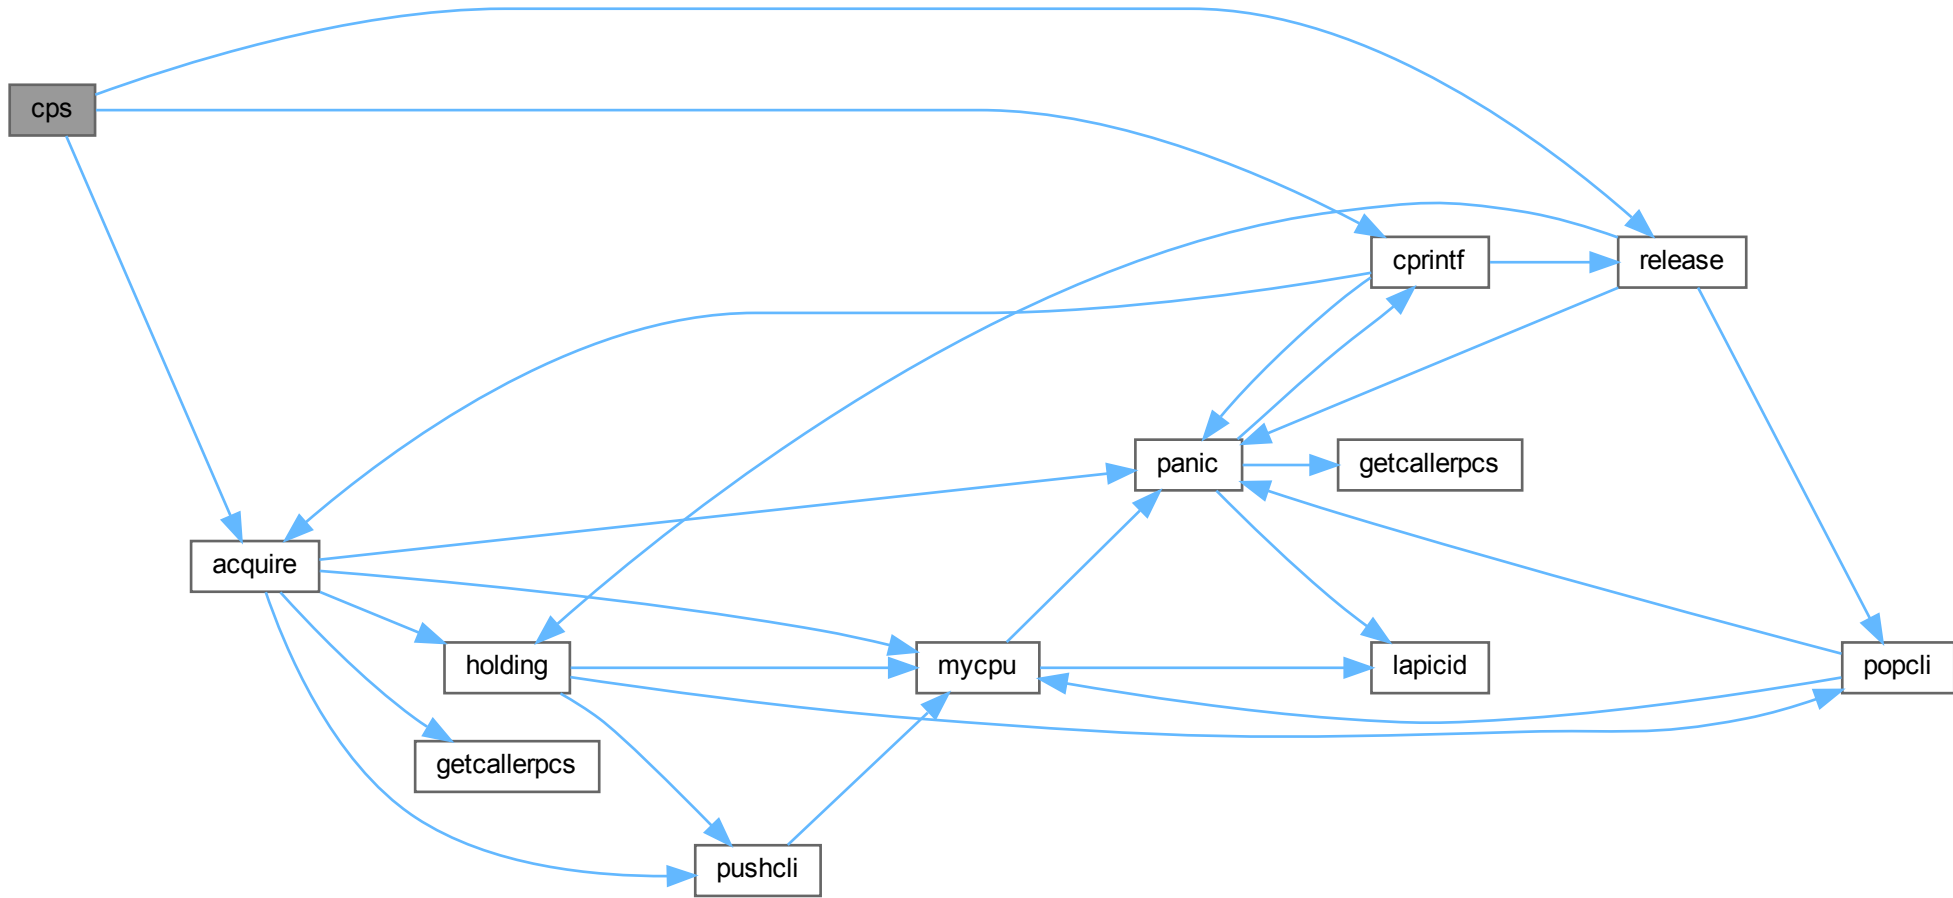 cps
cprintf
release
panic
getcallerpcs
acquire
holding
mycpu
lapicid
popcli
getcallerpcs
pushcli